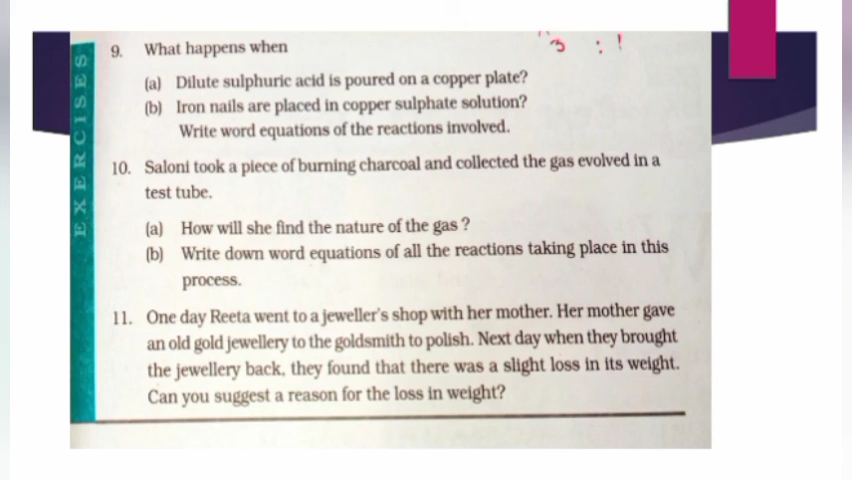 EXERCISES
3 : !
9. What happens when
(a) Dilute sulphuric acid is poured on a copper plate?
(b) Iron nails are placed in copper sulphate solution?
Write word equations of the reactions involved.
10. Saloni took a piece of burning charcoal and collected the gas evolved in a
test tube.
(a) How will she find the nature of the gas ?
(b) Write down word equations of all the reactions taking place in this
process.
11. One day Reeta went to a jeweller's shop with her mother. Her mother gave
an old gold jewellery to the goldsmith to polish. Next day when they brought
the jewellery back, they found that there was a slight loss in its weight.
Can you suggest a reason for the loss in weight?